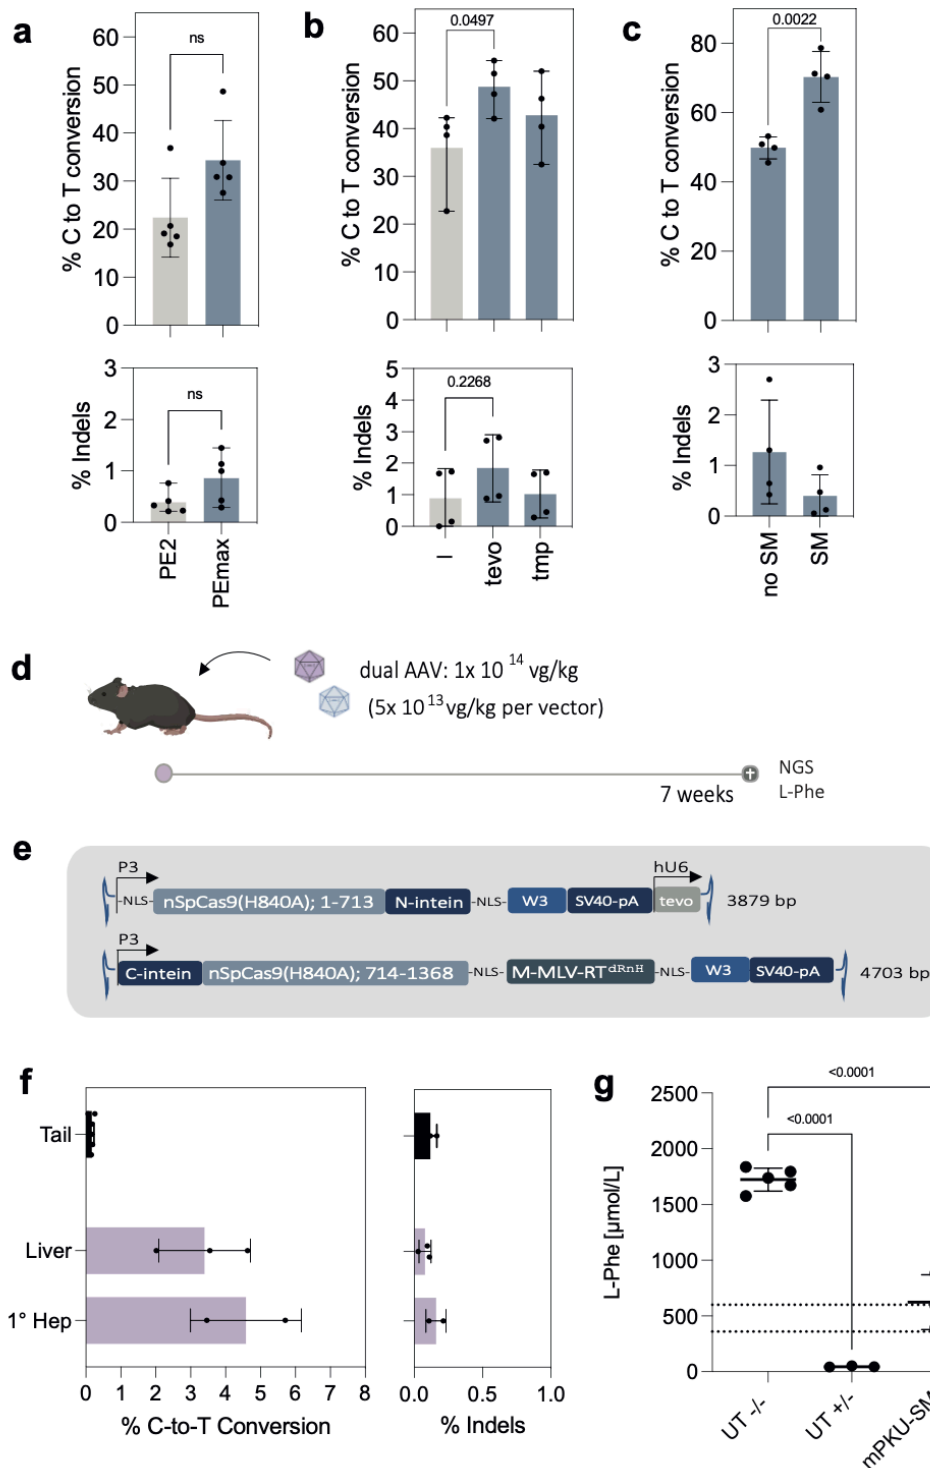 a
% C to T conversion
60
50
40
30
20
10
0
ns
% Indels
3
2
1
0
ns
PE2
PEmax
b
% C to T conversion
60
50
40
30
20
10
0
0.0497
% Indels
5
4
3
2
1
0
0.2268
–
tevo
tmp
c
% C to T conversion
80
60
40
20
0
0.0022
% Indels
3
2
1
0
no SM
SM
d
dual AAV: 1x 10 14 vg/kg
(5x 10 13 vg/kg per vector)
7 weeks
NGS
L-Phe
e
P3
hU6
-NLS-
nSpCas9(H840A); 1-713
N-intein
-NLS-
W3
SV40-pA
tevo
3879 bp
P3
C-intein
nSpCas9(H840A); 714-1368
-NLS-
M-MLV-RT dRnH
-NLS-
W3
SV40-pA
4703 bp
f
Tail
Liver
1° Hep
0 1 2 3 4 5 6 7 8
% C-to-T Conversion
0.0 0.5 1.0
% Indels
g
<0.0001
<0.0001
L-Phe [µmol/L]
2500
2000
1500
1000
500
0
UT -/-
UT +/-
mPKU-SM